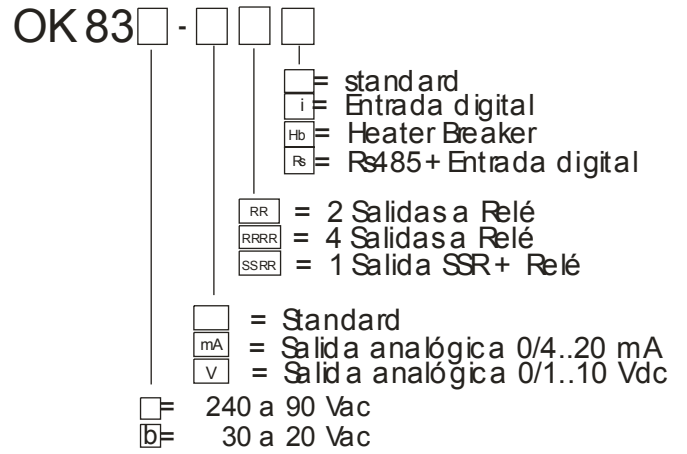 OK 83 -
= standard
i = Entrada digital
Hb = Heater Breaker
Rs = Rs485 + Entrada digital
RR = 2 Salidas a Relé
RRRR = 4 Salidas a Relé
SSRR = 1 Salida SSR + Relé
= Standard
mA = Salida analógica 0/4..20 mA
V = Salida analógica 0/1..10 Vdc
= 240 a 90 Vac
b = 30 a 20 Vac